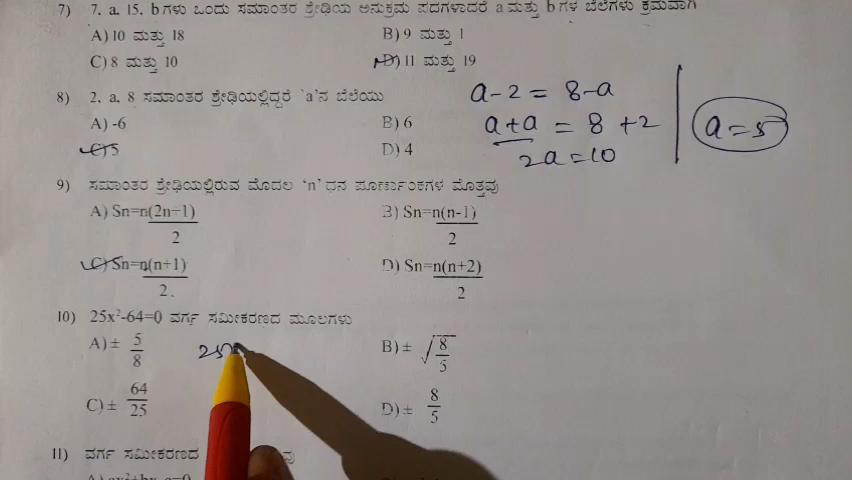 7) 7. a. 15. b ಗಳು ಒಂದು ಸಮಾಂತರ ಶ್ರೇಢಿಯ ಅನುಕ್ರಮ ಪದಗಳಾದರೆ a ಮತ್ತು b ಗಳ ಬೆಲೆಗಳು ಕ್ರಮವಾಗಿ
A) 10 ಮತ್ತು 18 B) 9 ಮತ್ತು 1
C) 8 ಮತ್ತು 10 D) 11 ಮತ್ತು 19
8) 2. a. 8 ಸಮಾಂತರ ಶ್ರೇಢಿಯಲ್ಲಿದ್ದರೆ 'a'ನ ಬೆಲೆಯು
A) -6 B) 6
C) 5 D) 4
a - 2 = 8 - a
a + a = 8 + 2
2a = 10
a = 5
9) ಸಮಾಂತರ ಶ್ರೇಢಿಯಲ್ಲಿರುವ ಮೊದಲ 'n' ಧನ ಪೂರ್ಣಾಂಕಗಳ ಮೊತ್ತವು
A) Sn=n(2n-1)/2 B) Sn=n(n-1)/2
C) Sn=n(n+1)/2. D) Sn=n(n+2)/2
10) 25x²-64=0 ವರ್ಗ ಸಮೀಕರಣದ ಮೂಲಗಳು
A) ± 5/8 B) ± √8/5
25
C) ± 64/25 D) ± 8/5
11) ವರ್ಗ ಸಮೀಕರಣದ